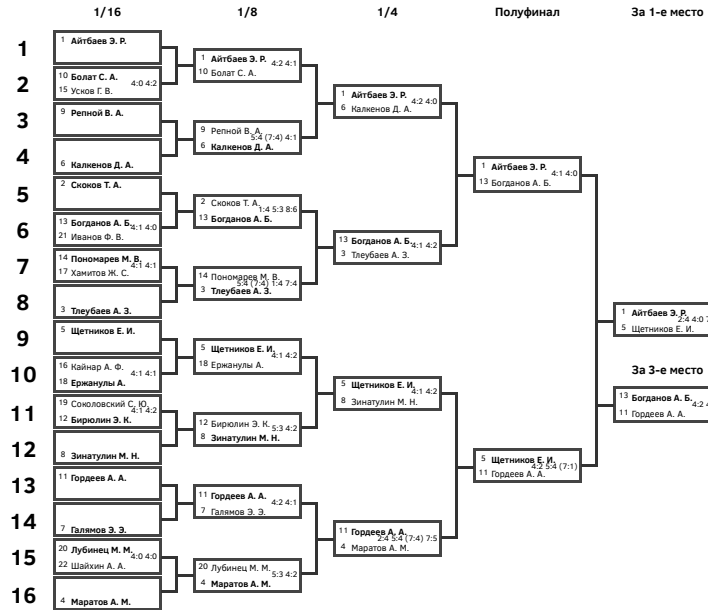 1/16 1/8 1/4 Полуфинал За 1-е место
1
1 Айтбаев Э. Р.
2
10 Болат С. А.
15 Усков Г. В.
4:0 4:2
3
9 Репной В. А.
4
6 Калкенов Д. А.
5
2 Скоков Т. А.
6
13 Богданов А. Б.
21 Иванов Ф. В.
4:1 4:0
7
14 Пономарев М. В.
17 Хамитов Ж. С.
4:1 4:1
8
3 Тлеубаев А. З.
9
5 Щетников Е. И.
10
16 Кайнар А. Ф.
18 Ержанулы А.
4:1 4:1
11
19 Соколовский С. Ю.
12 Бирюлин Э. К.
4:1 4:2
12
8 Зинатулин М. Н.
13
11 Гордеев А. А.
14
7 Галямов Э. Э.
15
20 Лубинец М. М.
22 Шайхин А. А.
4:0 4:0
16
4 Маратов А. М.
1 Айтбаев Э. Р.
10 Болат С. А.
4:2 4:1
9 Репной В. А.
6 Калкенов Д. А.
5:4 (7:4) 4:1
2 Скоков Т. А.
13 Богданов А. Б.
1:4 5:3 8:6
14 Пономарев М. В.
3 Тлеубаев А. З.
5:4 (7:4) 1:4 7:4
5 Щетников Е. И.
18 Ержанулы А.
4:1 4:2
12 Бирюлин Э. К.
8 Зинатулин М. Н.
5:3 4:2
11 Гордеев А. А.
7 Галямов Э. Э.
4:2 4:1
20 Лубинец М. М.
4 Маратов А. М.
5:3 4:2
1 Айтбаев Э. Р.
6 Калкенов Д. А.
4:2 4:0
13 Богданов А. Б.
3 Тлеубаев А. З.
4:1 4:2
5 Щетников Е. И.
8 Зинатулин М. Н.
4:1 4:2
11 Гордеев А. А.
4 Маратов А. М.
2:4 5:4 (7:4) 7:5
1 Айтбаев Э. Р.
13 Богданов А. Б.
4:1 4:0
5 Щетников Е. И.
11 Гордеев А. А.
4:2 5:4 (7:1)
1 Айтбаев Э. Р.
5 Щетников Е. И.
2:4 4:0
За 3-е место
13 Богданов А. Б.
11 Гордеев А. А.
4:2